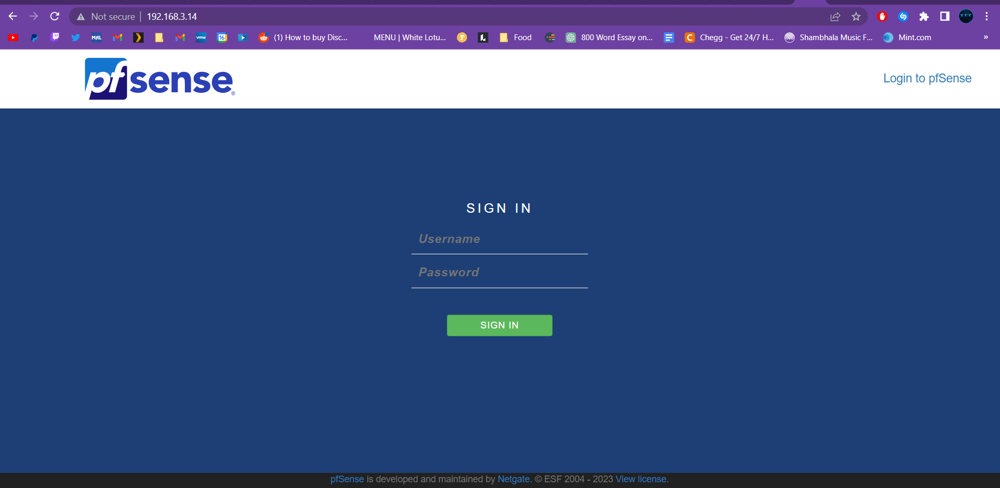 Not secure | 192.168.3.14
MAL vmw 16 (1) How to buy Disc... MENU | White Lotu... T Food 800 Word Essay on... C Chegg - Get 24/7 H... Shambhala Music F... Mint.com »
pfsense®
Login to pfSense
SIGN IN
Username
Password
SIGN IN
pfSense is developed and maintained by Netgate. © ESF 2004 - 2023 View license.